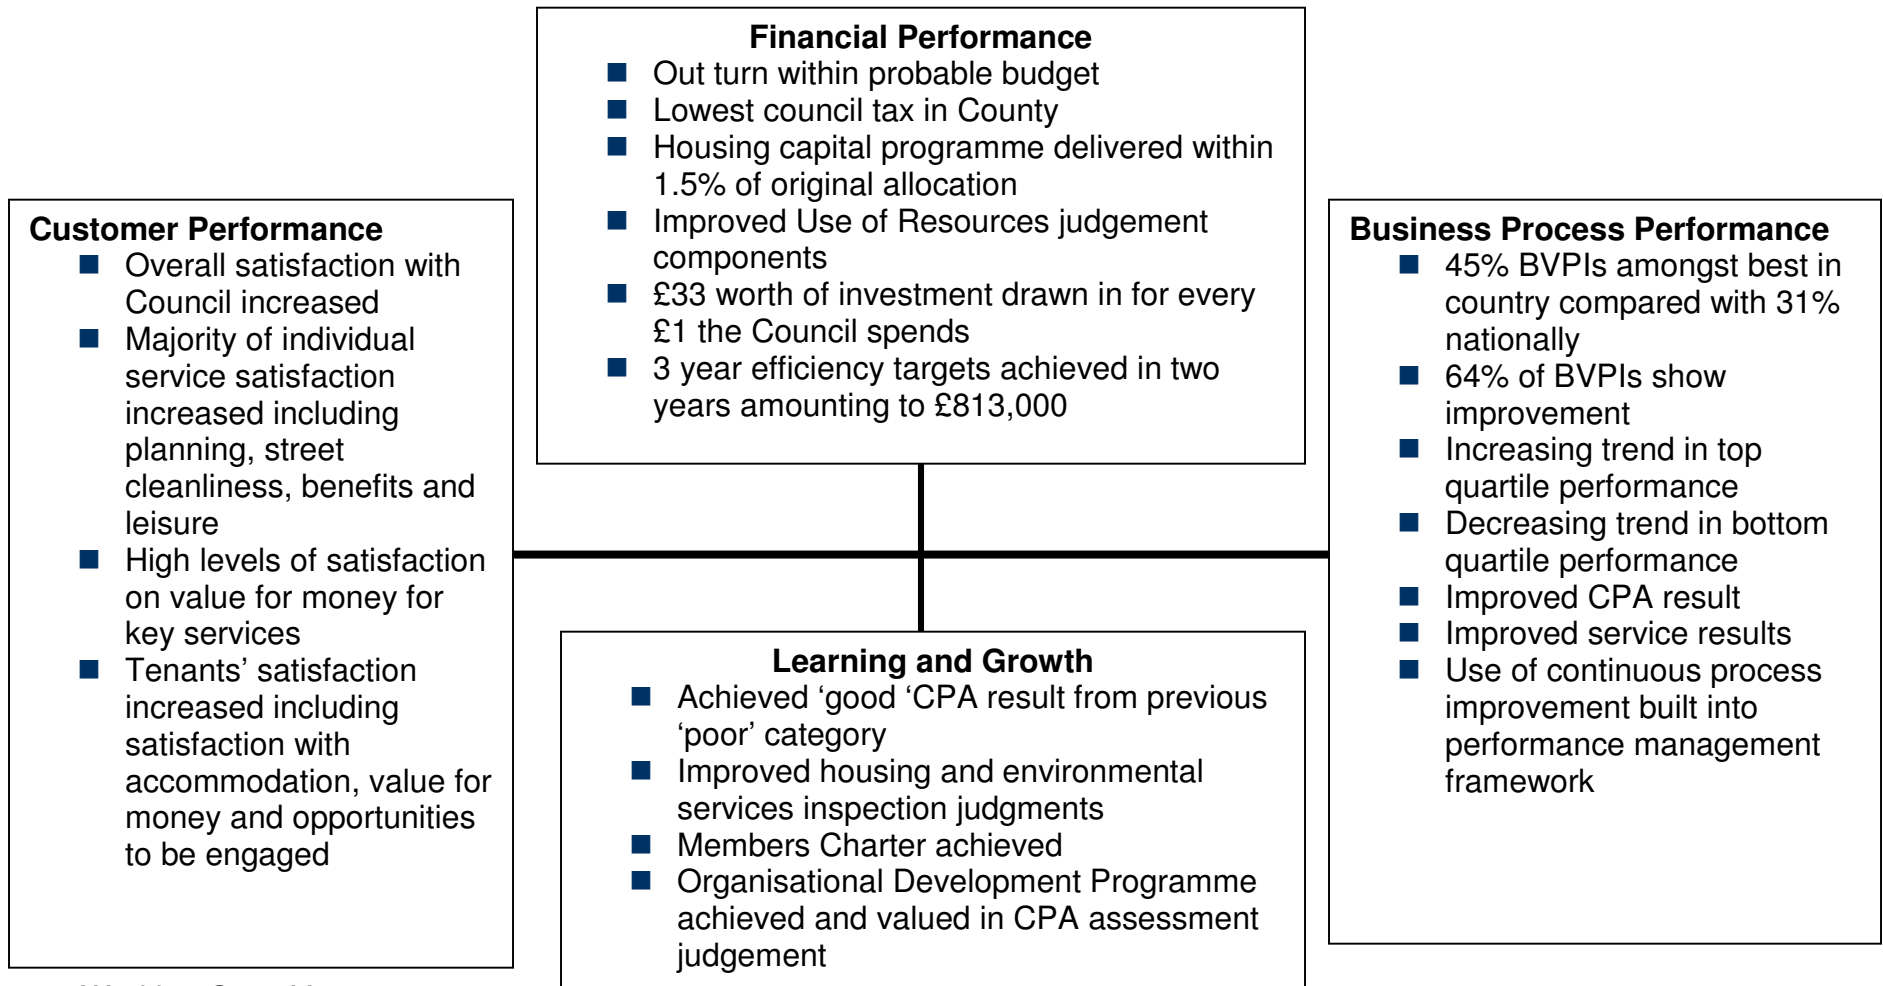 Financial Performance
Out turn within probable budget
Lowest council tax in County
Housing capital programme delivered within
1.5% of original allocation
Improved Use of Resources judgement
components
£33 worth of investment drawn in for every
£1 the Council spends
3 year efficiency targets achieved in two
years amounting to £813,000
Customer Performance
Overall satisfaction with
Council increased
Majority of individual
service satisfaction
increased including
planning, street
cleanliness, benefits and
leisure
High levels of satisfaction
on value for money for
key services
Tenants’ satisfaction
increased including
satisfaction with
accommodation, value for
money and opportunities
to be engaged
Business Process Performance
45% BVPIs amongst best in
country compared with 31%
nationally
64% of BVPIs show
improvement
Increasing trend in top
quartile performance
Decreasing trend in bottom
quartile performance
Improved CPA result
Improved service results
Use of continuous process
improvement built into
performance management
framework
Learning and Growth
Achieved ‘good ‘CPA result from previous
‘poor’ category
Improved housing and environmental
services inspection judgments
Members Charter achieved
Organisational Development Programme
achieved and valued in CPA assessment
judgement